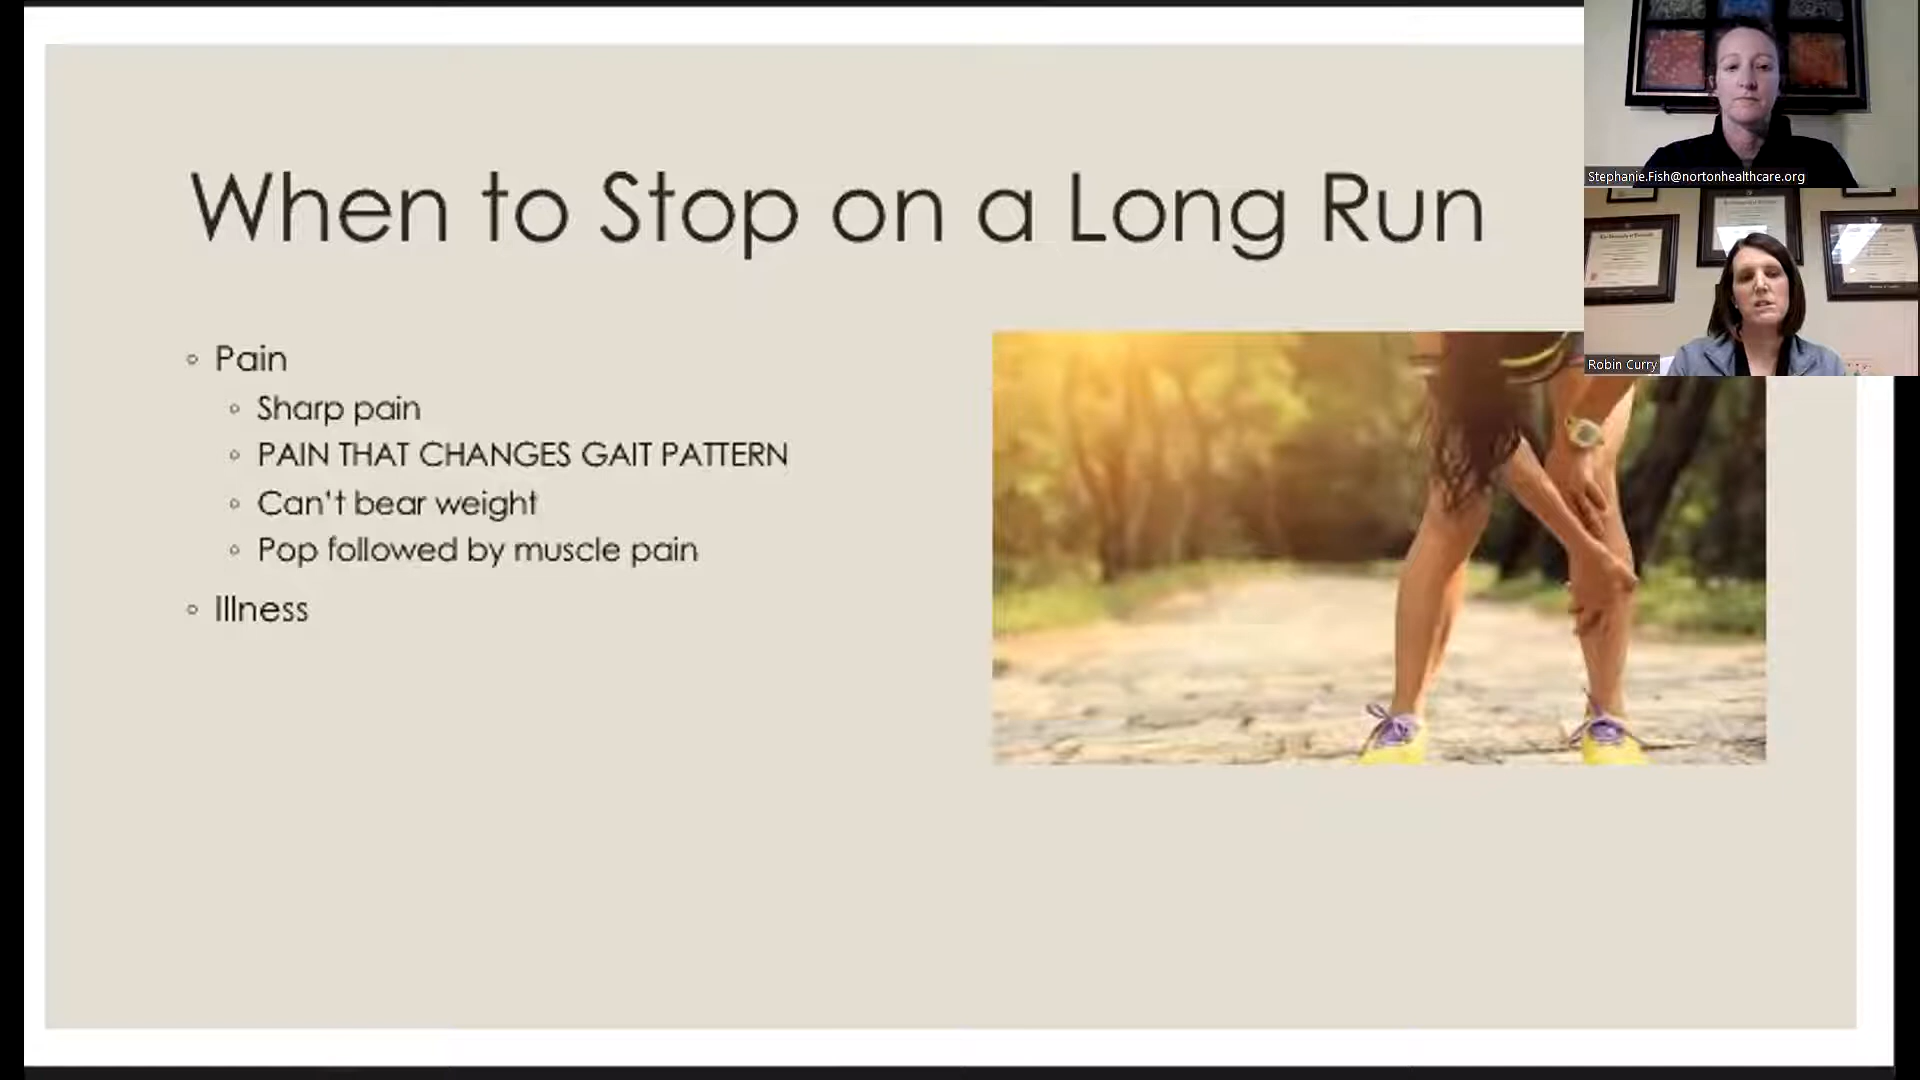 When to Stop on a Long Run
Pain
Sharp pain
PAIN THAT CHANGES GAIT PATTERN
Can't bear weight
Pop followed by muscle pain
Illness
Stephanie.Fish@nortonhealthcare.org
Robin Curry